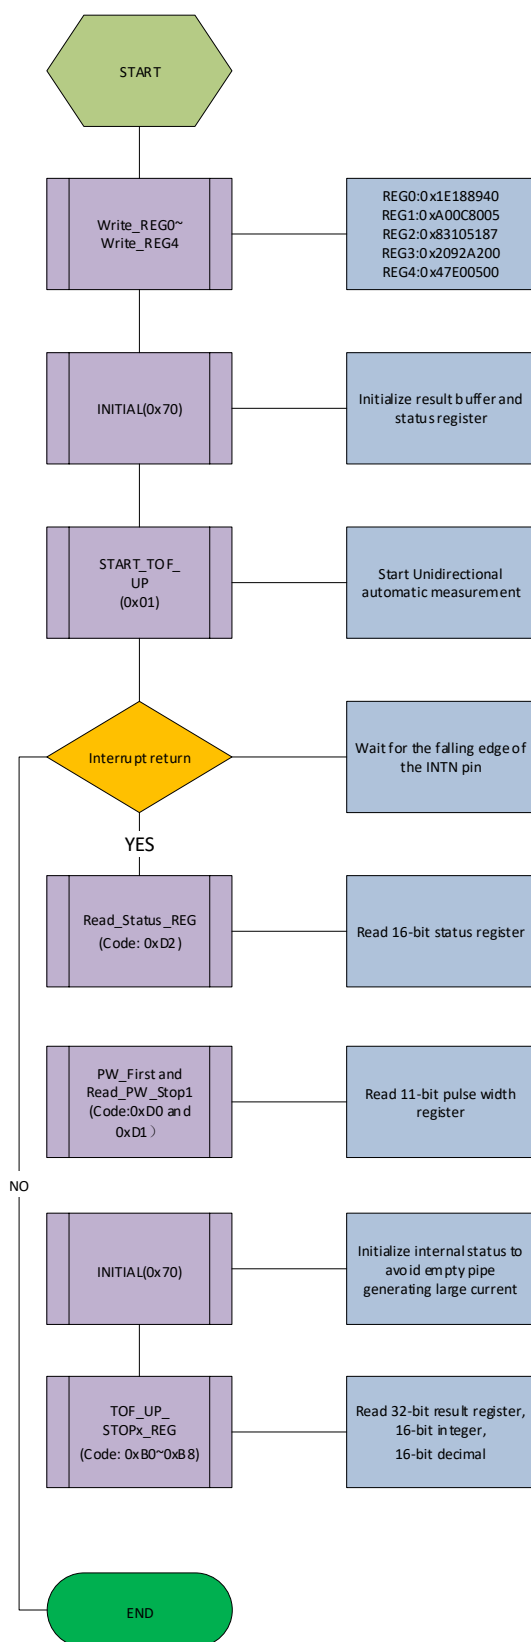 START
Write_REG0~
Write_REG4
REG0:0x1E188940
REG1:0xA00C8005
REG2:0x83105187
REG3:0x2092A200
REG4:0x47E00500
INITIAL(0x70)
Initialize result buffer and
status register
START_TOF_
UP
(0x01)
Start Unidirectional
automatic measurement
Interrupt return
Wait for the falling edge of
the INTN pin
YES
Read_Status_REG
(Code: 0xD2)
Read 16-bit status register
PW_First and
Read_PW_Stop1
(Code:0xD0 and
0xD1）
Read 11-bit pulse width
register
NO
INITIAL(0x70)
Initialize internal status to
avoid empty pipe
generating large current
TOF_UP_
STOPx_REG
(Code: 0xB0~0xB8)
Read 32-bit result register,
16-bit integer,
16-bit decimal
END